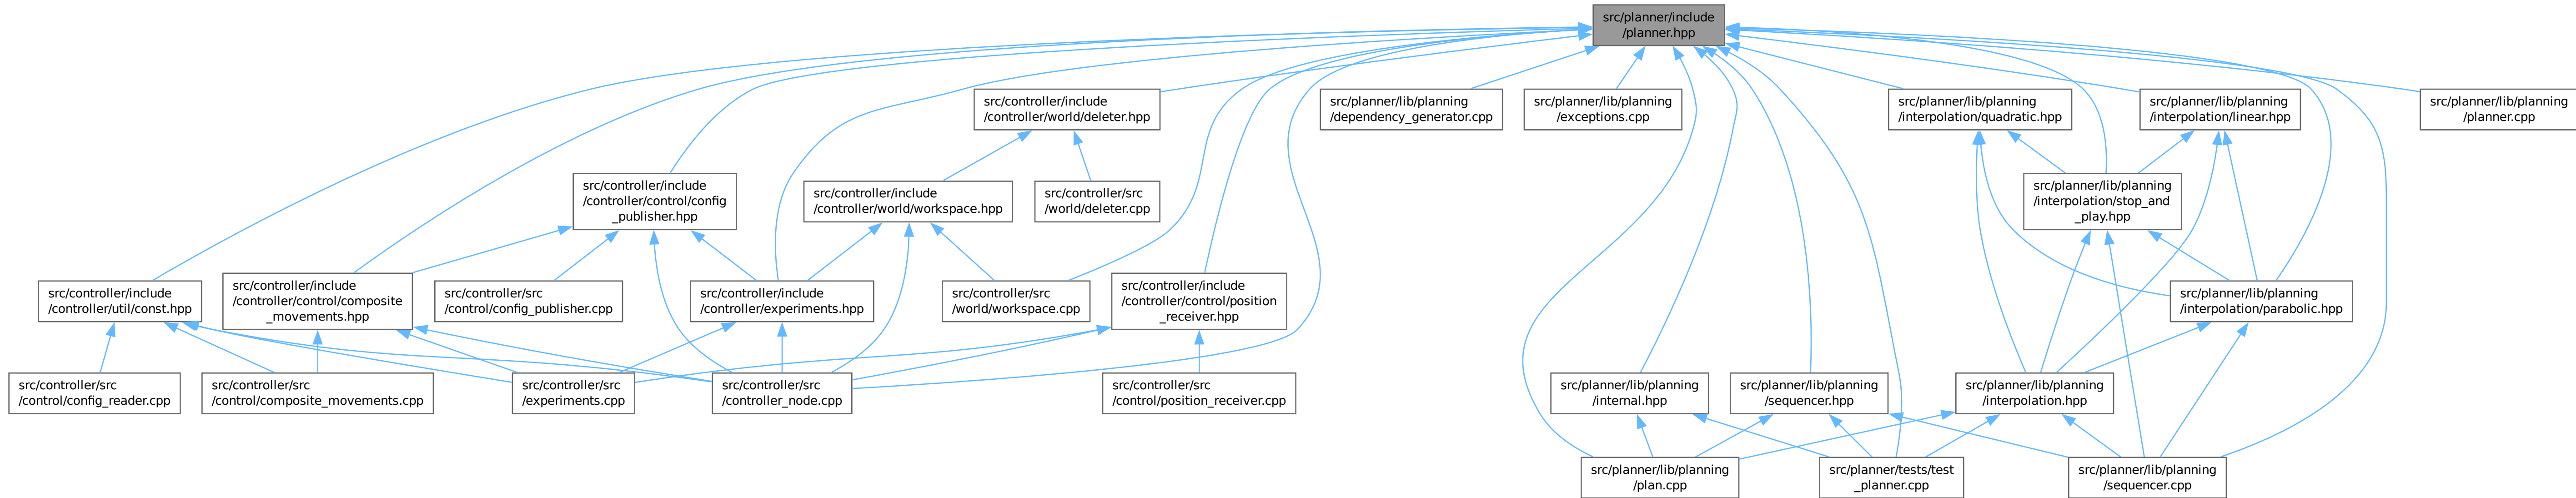 src/planner/include
/planner.hpp
src/controller/include
/controller/world/deleter.hpp
src/planner/lib/planning
/dependency_generator.cpp
src/planner/lib/planning
/exceptions.cpp
src/planner/lib/planning
/interpolation/quadratic.hpp
src/planner/lib/planning
/interpolation/linear.hpp
src/planner/lib/planning
/planner.cpp
src/controller/include
/controller/control/config
_publisher.hpp
src/controller/include
/controller/world/workspace.hpp
src/controller/src
/world/deleter.cpp
src/planner/lib/planning
/interpolation/stop_and
_play.hpp
src/controller/include
/controller/util/const.hpp
src/controller/include
/controller/control/composite
_movements.hpp
src/controller/src
/control/config_publisher.cpp
src/controller/include
/controller/experiments.hpp
src/controller/src
/world/workspace.cpp
src/controller/include
/controller/control/position
_receiver.hpp
src/planner/lib/planning
/interpolation/parabolic.hpp
src/controller/src
/control/config_reader.cpp
src/controller/src
/control/composite_movements.cpp
src/controller/src
/experiments.cpp
src/controller/src
/controller_node.cpp
src/controller/src
/control/position_receiver.cpp
src/planner/lib/planning
/internal.hpp
src/planner/lib/planning
/sequencer.hpp
src/planner/lib/planning
/interpolation.hpp
src/planner/lib/planning
/plan.cpp
src/planner/tests/test
_planner.cpp
src/planner/lib/planning
/sequencer.cpp